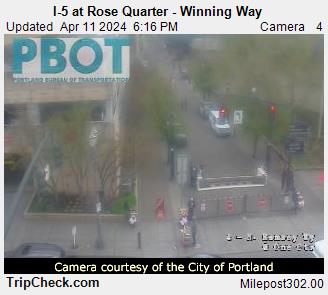 I-5 at Rose Quarter - Winning Way
Updated Apr 11 2024 6:16 PM Camera 4
PBOT
PORTLAND BUREAU OF TRANSPORTATION
Camera courtesy of the City of Portland
TripCheck.com Milepost302.00